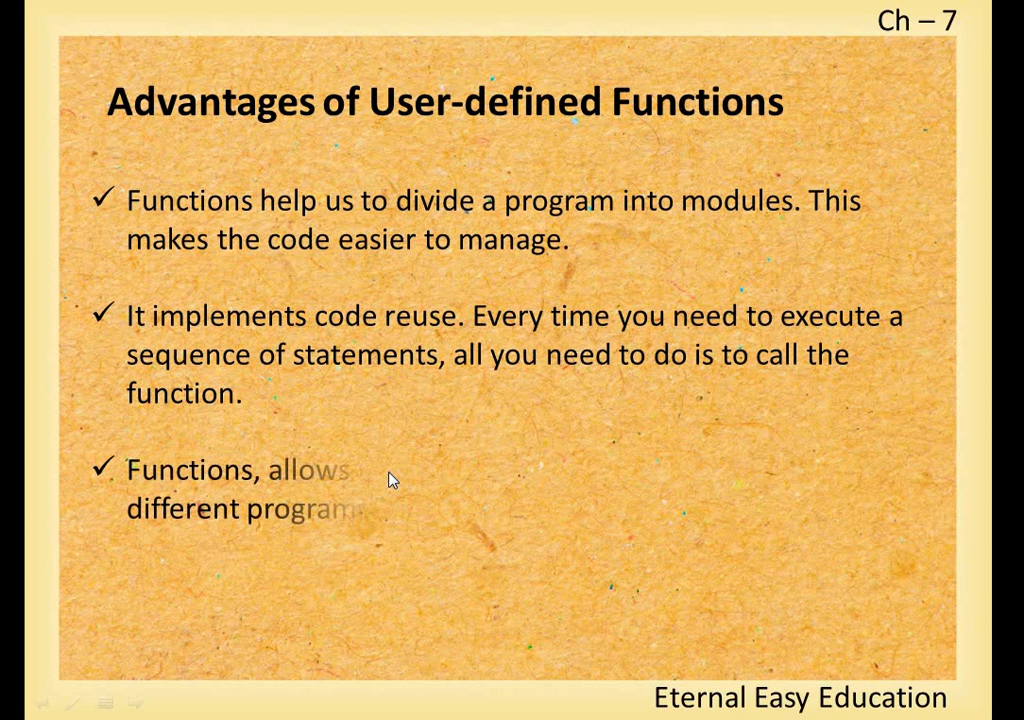 Ch – 7
Advantages of User-defined Functions
✓ Functions help us to divide a program into modules. This
makes the code easier to manage.
✓ It implements code reuse. Every time you need to execute a
sequence of statements, all you need to do is to call the
function.
✓ Functions, allows
different program
Eternal Easy Education